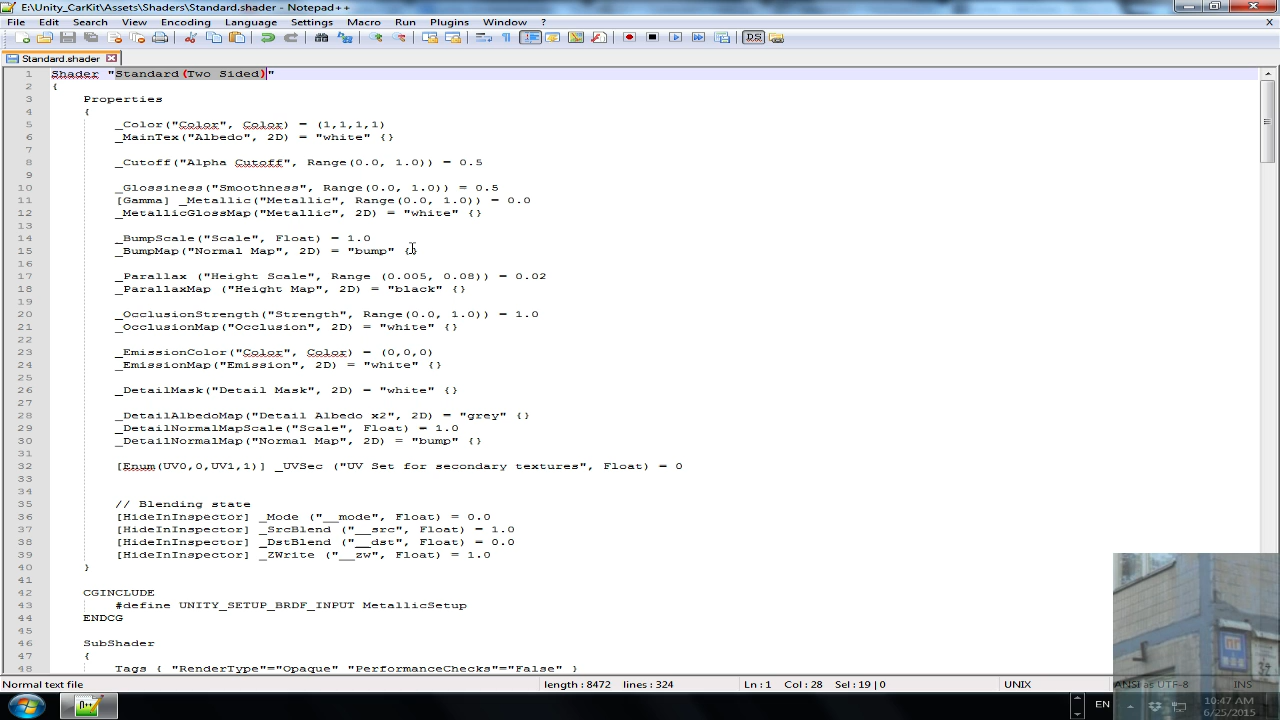 E:\Unity_CarKit\Assets\Shaders\Standard.shader - Notepad++
File Edit Search View Encoding Language Settings Macro Run Plugins Window ? X
Standard.shader
1 Shader "Standard(Two Sided)"
2 {
3 Properties
4 {
5 _Color("Color", Color) = (1,1,1,1)
6 _MainTex("Albedo", 2D) = "white" {}
7
8 _Cutoff("Alpha Cutoff", Range(0.0, 1.0)) = 0.5
9
10 _Glossiness("Smoothness", Range(0.0, 1.0)) = 0.5
11 [Gamma] _Metallic("Metallic", Range(0.0, 1.0)) = 0.0
12 _MetallicGlossMap("Metallic", 2D) = "white" {}
13
14 _BumpScale("Scale", Float) = 1.0
15 _BumpMap("Normal Map", 2D) = "bump" {}
16
17 _Parallax ("Height Scale", Range (0.005, 0.08)) = 0.02
18 _ParallaxMap ("Height Map", 2D) = "black" {}
19
20 _OcclusionStrength("Strength", Range(0.0, 1.0)) = 1.0
21 _OcclusionMap("Occlusion", 2D) = "white" {}
22
23 _EmissionColor("Color", Color) = (0,0,0)
24 _EmissionMap("Emission", 2D) = "white" {}
25
26 _DetailMask("Detail Mask", 2D) = "white" {}
27
28 _DetailAlbedoMap("Detail Albedo x2", 2D) = "grey" {}
29 _DetailNormalMapScale("Scale", Float) = 1.0
30 _DetailNormalMap("Normal Map", 2D) = "bump" {}
31
32 [Enum(UV0,0,UV1,1)] _UVSec ("UV Set for secondary textures", Float) = 0
33
34
35 // Blending state
36 [HideInInspector] _Mode ("__mode", Float) = 0.0
37 [HideInInspector] _SrcBlend ("__src", Float) = 1.0
38 [HideInInspector] _DstBlend ("__dst", Float) = 0.0
39 [HideInInspector] _ZWrite ("__zw", Float) = 1.0
40 }
41
42 CGINCLUDE
43 #define UNITY_SETUP_BRDF_INPUT MetallicSetup
44 ENDCG
45
46 SubShader
47 {
48 Tags { "RenderType"="Opaque" "PerformanceChecks"="False" }
Normal text file length : 8472 lines : 324 Ln : 1 Col : 28 Sel : 19 | 0 UNIX ANSI as UTF-8 INS
EN 10:47 AM
6/25/2015